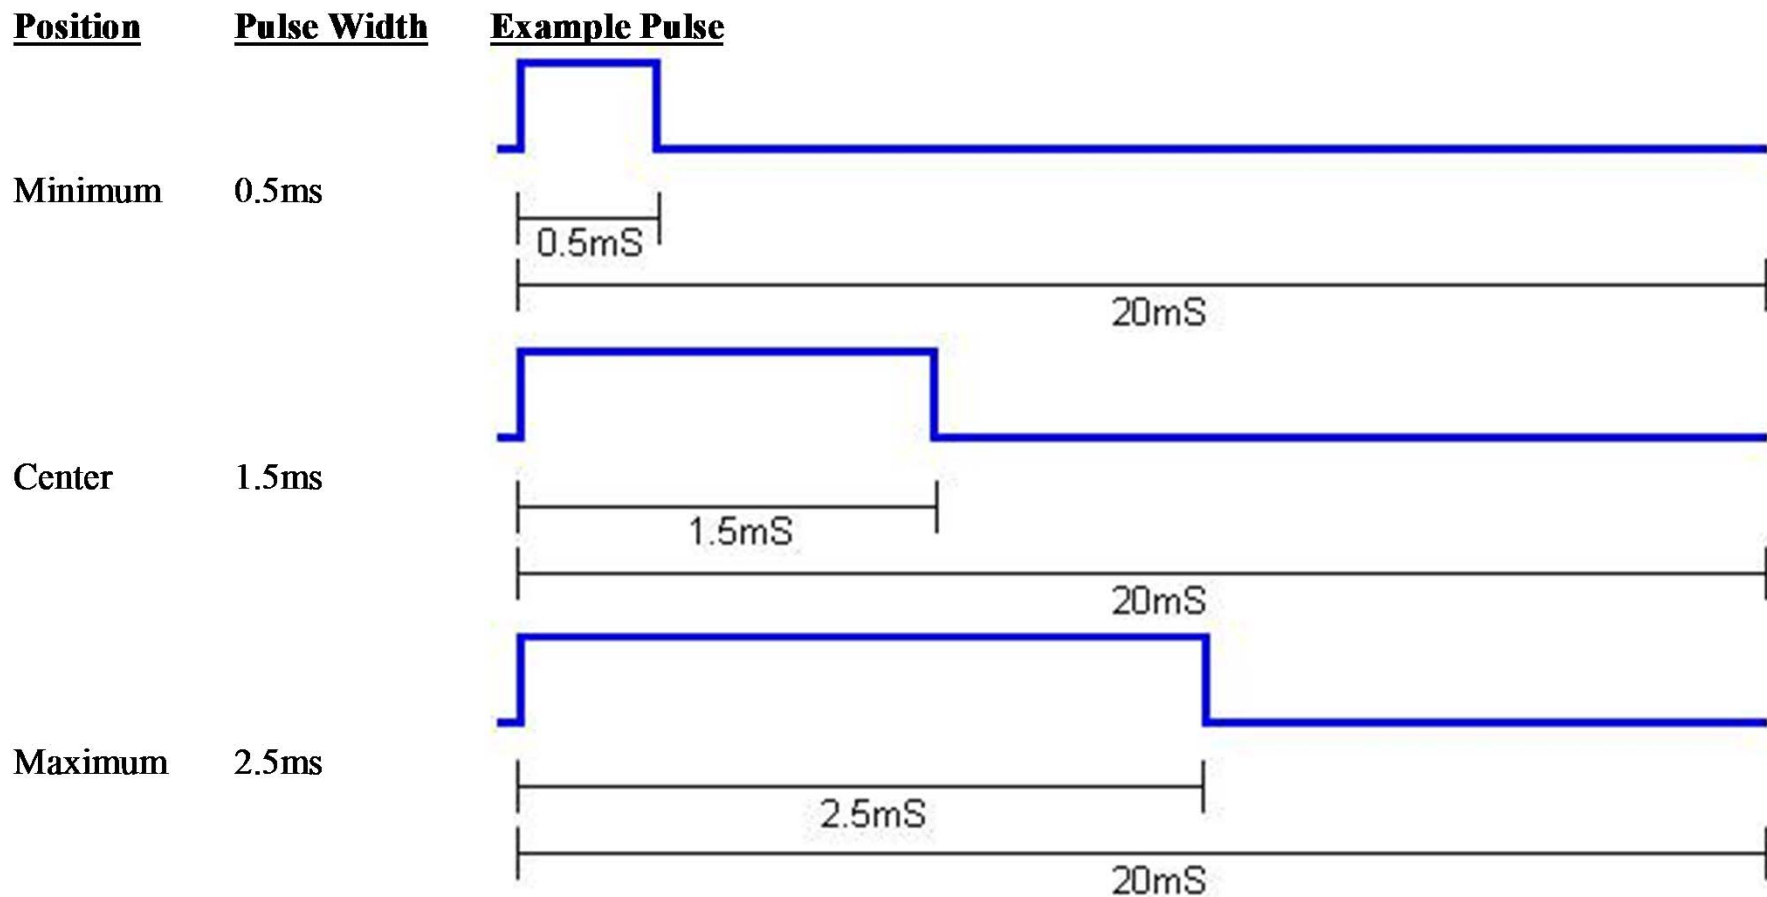 Position Pulse Width Example Pulse
Minimum 0.5ms
0.5mS
20mS
Center 1.5ms
1.5mS
20mS
Maximum 2.5ms
2.5mS
20mS